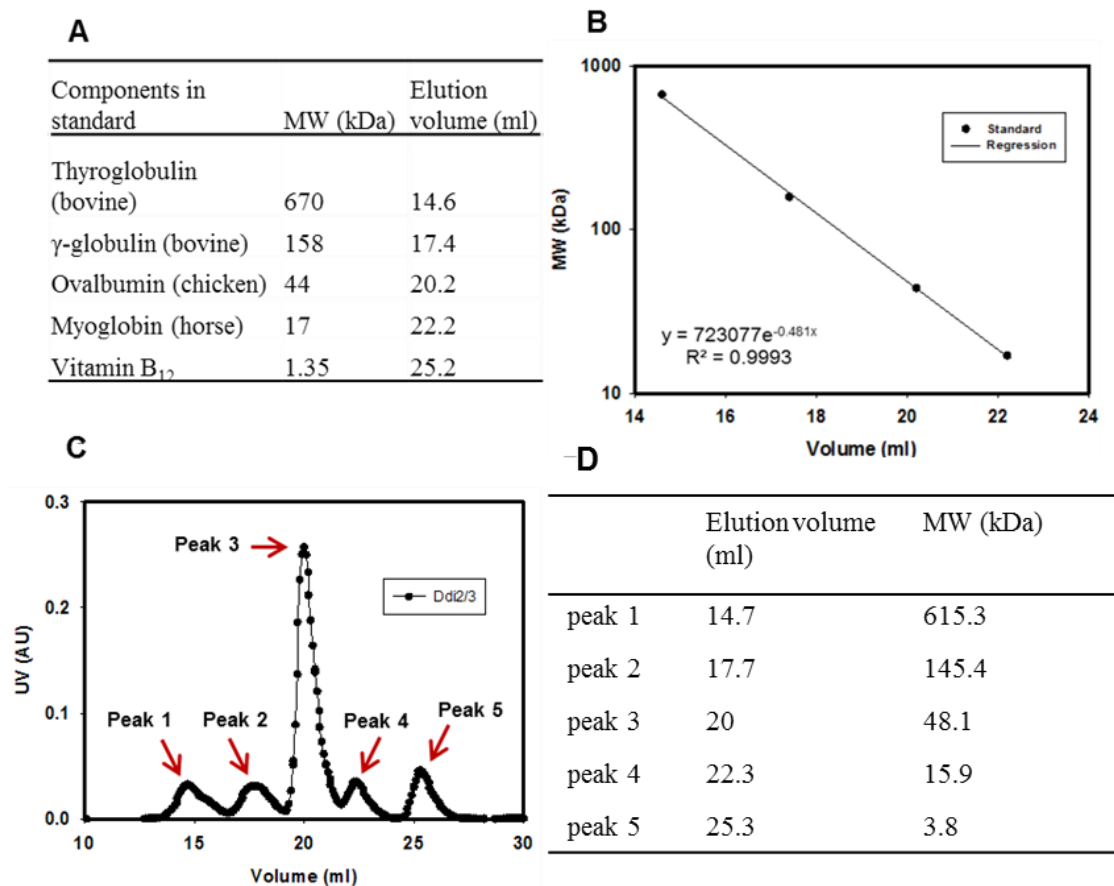 A
Components in standard | MW (kDa) | Elution volume (ml)
Thyroglobulin (bovine) | 670 | 14.6
γ-globulin (bovine) | 158 | 17.4
Ovalbumin (chicken) | 44 | 20.2
Myoglobin (horse) | 17 | 22.2
Vitamin B₁₂ | 1.35 | 25.2
B
1000
100
10
MW (kDa)
Standard
Regression
y = 723077e^-0.481x
R² = 0.9993
14 16 18 20 22 24
Volume (ml)
C
0.3
0.2
0.1
0.0
UV (AU)
Peak 3
Ddi2/3
Peak 1
Peak 2
Peak 4
Peak 5
10 15 20 25 30
Volume (ml)
D
Elution volume (ml) | MW (kDa)
peak 1 | 14.7 | 615.3
peak 2 | 17.7 | 145.4
peak 3 | 20 | 48.1
peak 4 | 22.3 | 15.9
peak 5 | 25.3 | 3.8